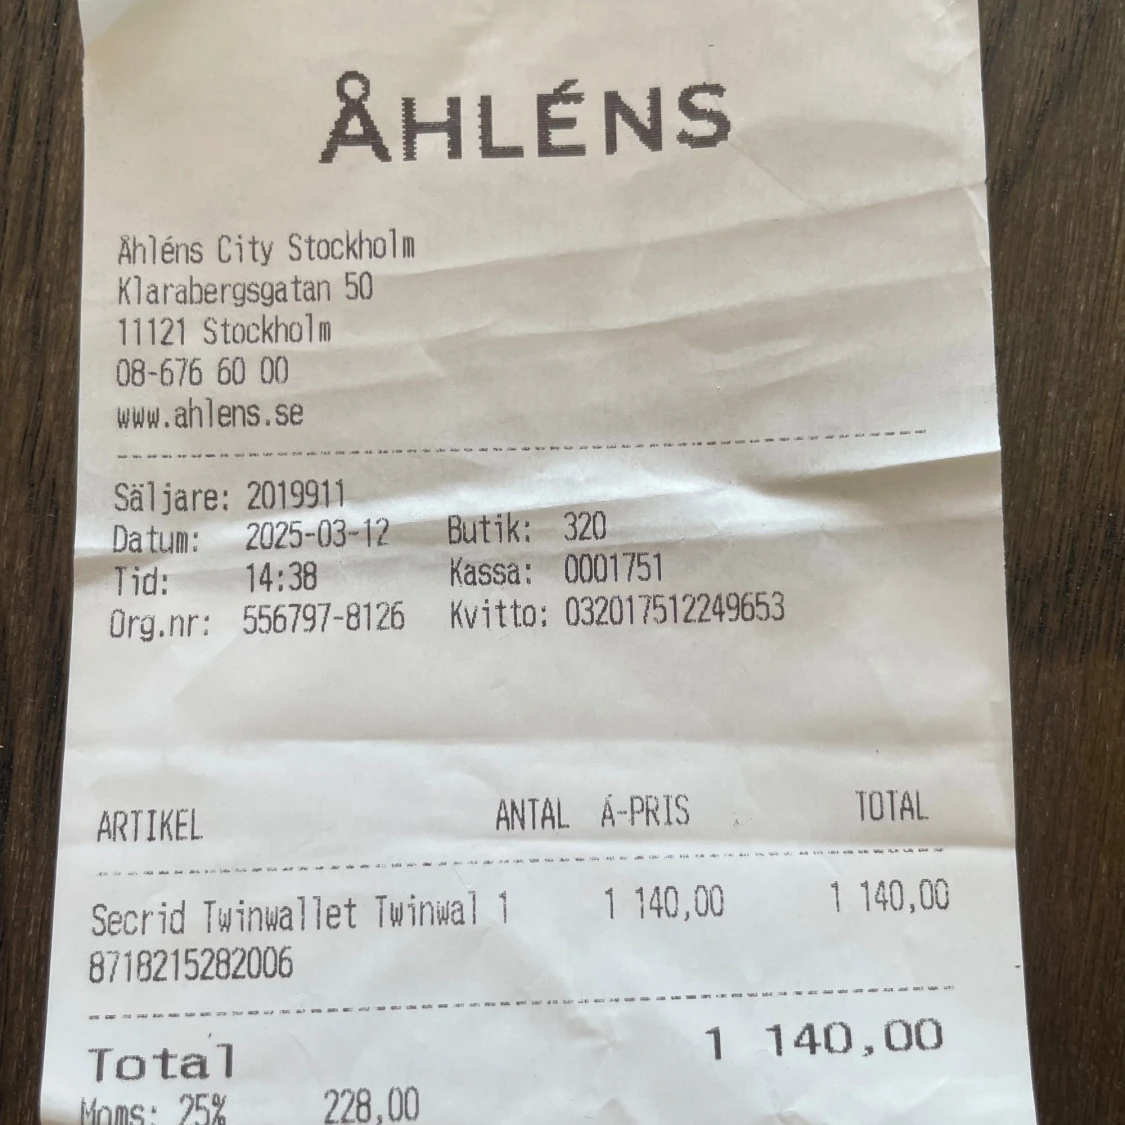 ÅHLÉNS
Åhléns City Stockholm
Klarabergsgatan 50
11121 Stockholm
08-676 60 00
www.ahlens.se
Säljare: 2019911
Datum: 2025-03-12 Butik: 320
Tid: 14:38 Kassa: 0001751
Org.nr: 556797-8126 Kvitto: 032017512249653
ARTIKEL ANTAL Á-PRIS TOTAL
Secrid Twinwallet Twinwal 1 1 140,00 1 140,00
8718215282006
Total 1 140,00
Moms: 25% 228,00